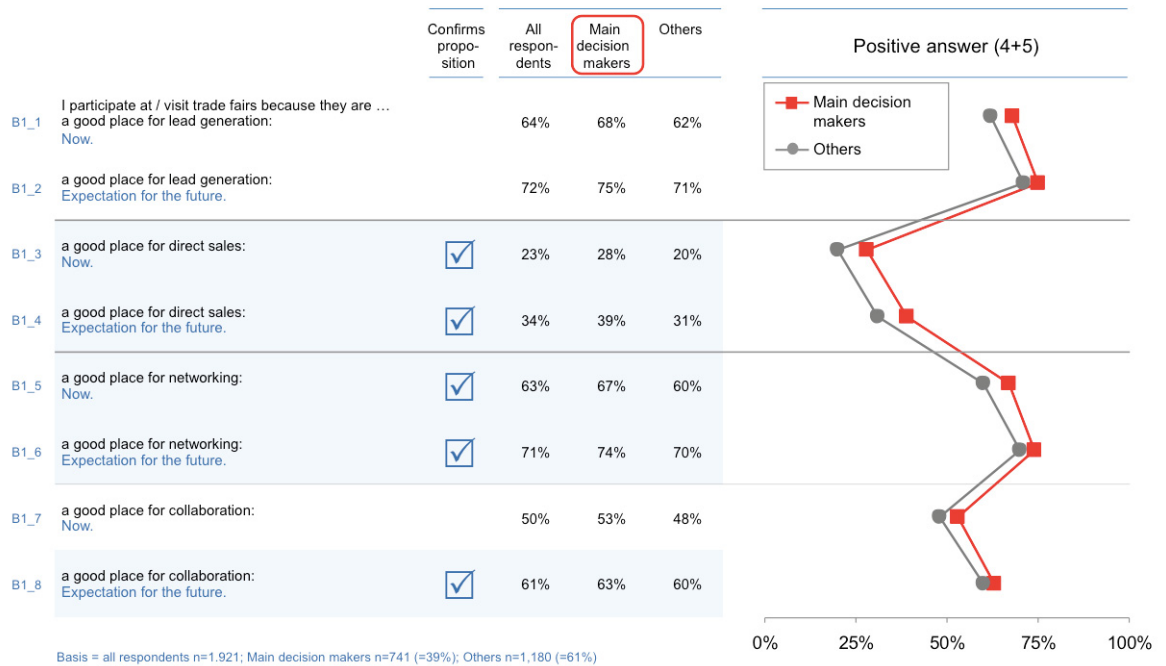 Confirms
propo-
sition
All
respon-
dents
Main
decision
makers
Others
Positive answer (4+5)
Main decision
makers
Others
I participate at / visit trade fairs because they are …
B1_1 a good place for lead generation: 64% 68% 62%
Now.
a good place for lead generation:
B1_2 Expectation for the future. 72% 75% 71%
a good place for direct sales:
B1_3 Now. 23% 28% 20%
a good place for direct sales:
B1_4 Expectation for the future. 34% 39% 31%
a good place for networking:
B1_5 Now. 63% 67% 60%
a good place for networking:
B1_6 Expectation for the future. 71% 74% 70%
a good place for collaboration:
B1_7 Now. 50% 53% 48%
a good place for collaboration:
B1_8 Expectation for the future. 61% 63% 60%
0% 25% 50% 75% 100%
Basis = all respondents n=1.921; Main decision makers n=741 (=39%); Others n=1,180 (=61%)